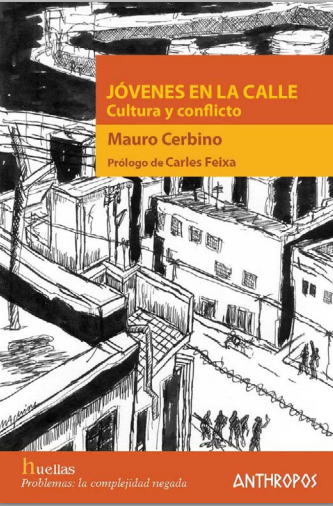 JÓVENES EN LA CALLE
Cultura y conflicto
Mauro Cerbino
Prólogo de Carles Feixa
huellas
Problemas: la complejidad negada
ANTHROPOS